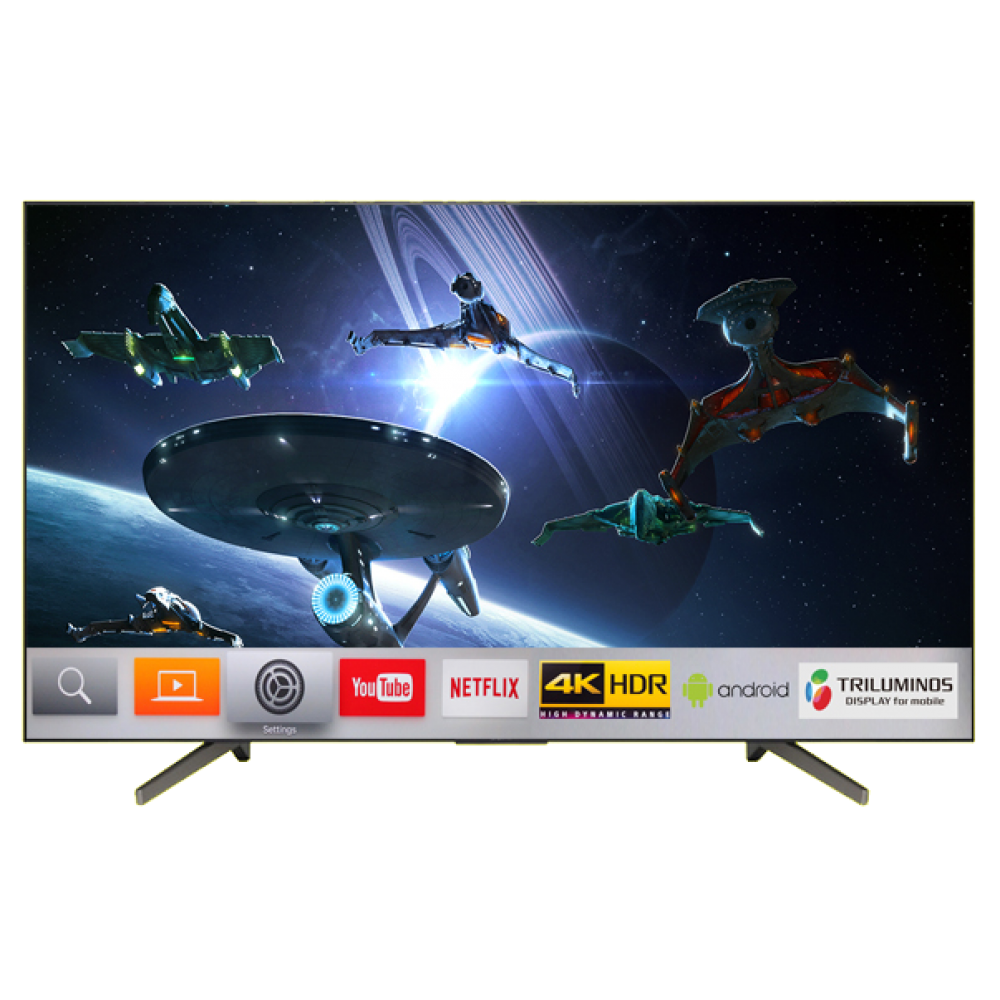 Settings
YouTube
NETFLIX
4K HDR
HIGH DYNAMIC RANGE
android
TRILUMINOS
DISPLAY for mobile